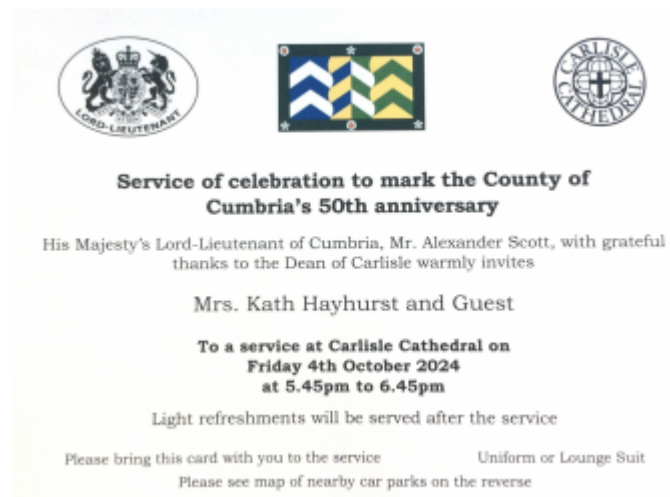 LORD-LIEUTENANT
CARLISLE CATHEDRAL
Service of celebration to mark the County of
Cumbria's 50th anniversary
His Majesty's Lord-Lieutenant of Cumbria, Mr. Alexander Scott, with grateful
thanks to the Dean of Carlisle warmly invites
Mrs. Kath Hayhurst and Guest
To a service at Carlisle Cathedral on
Friday 4th October 2024
at 5.45pm to 6.45pm
Light refreshments will be served after the service
Please bring this card with you to the service Uniform or Lounge Suit
Please see map of nearby car parks on the reverse